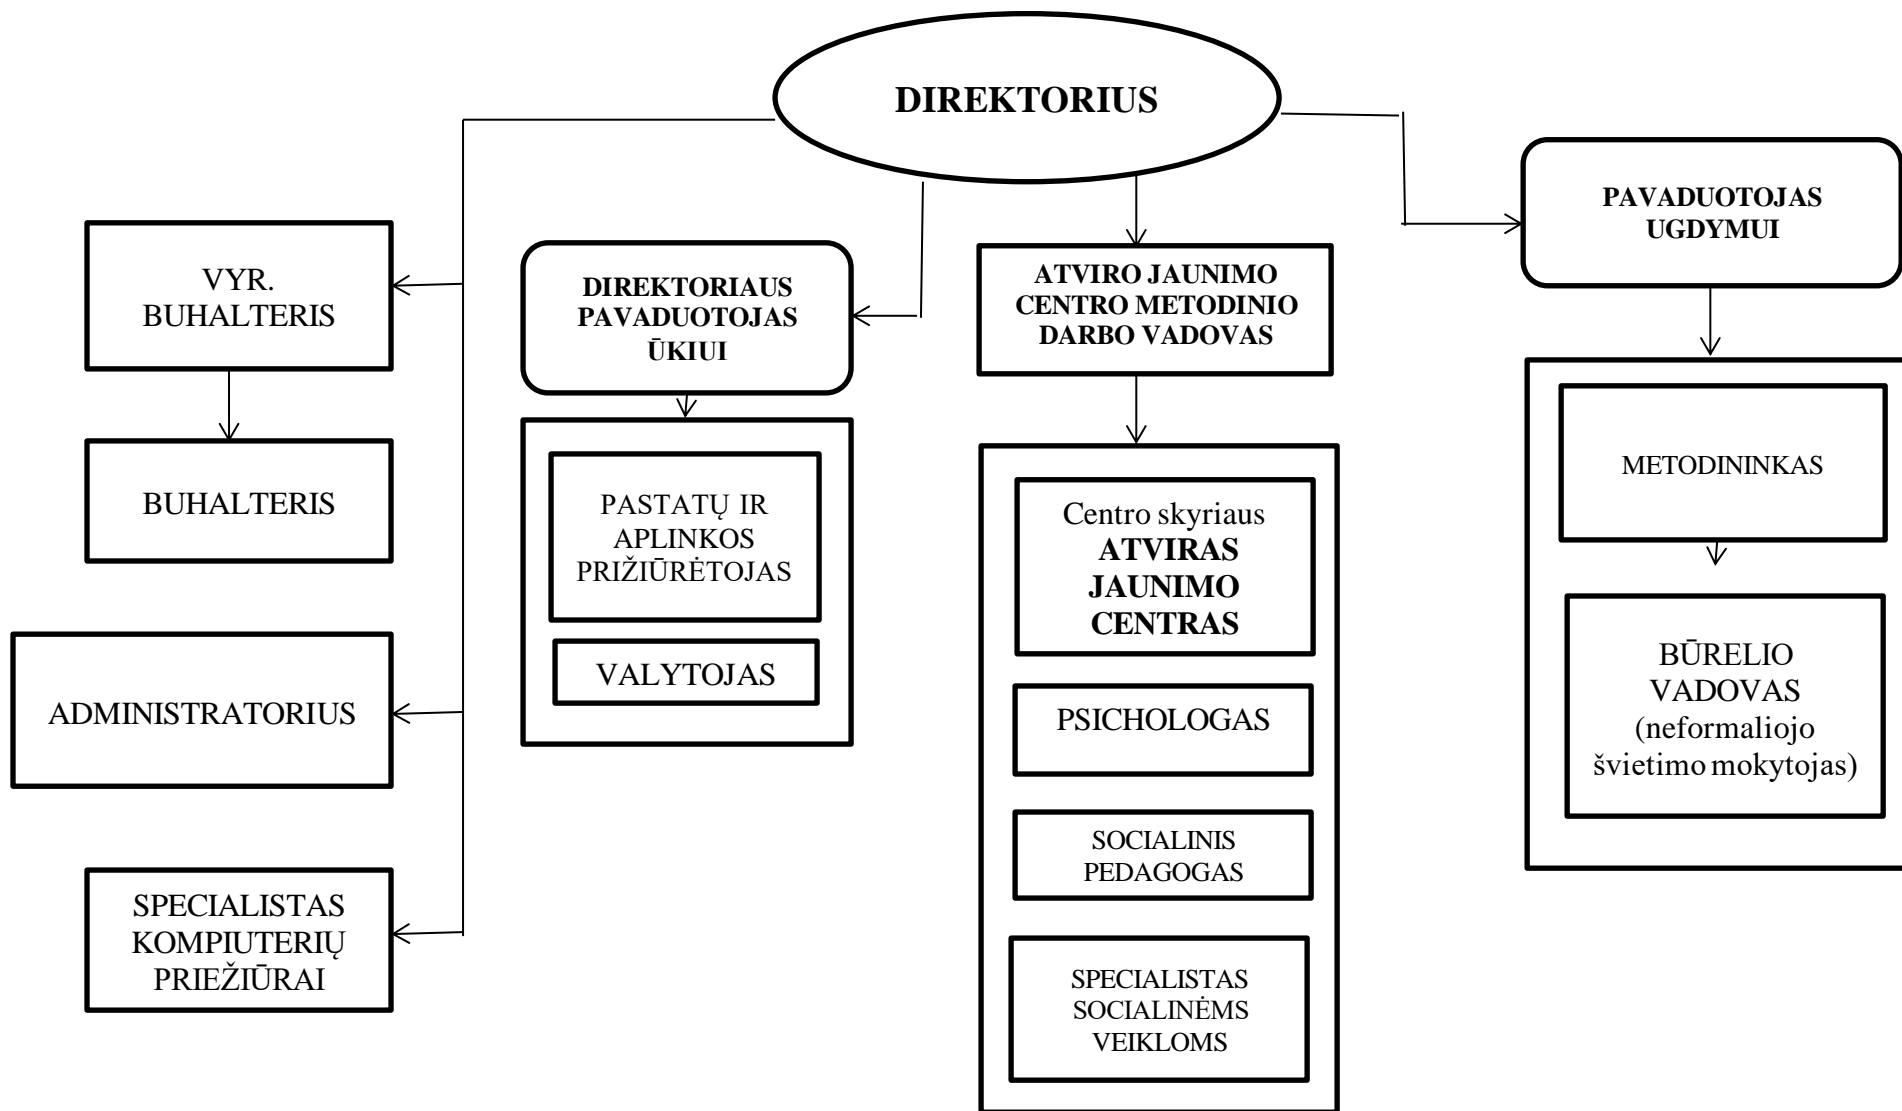 DIREKTORIUS
PAVADUOTOJAS
UGDYMUI
VYR.
BUHALTERIS
DIREKTORIAUS
PAVADUOTOJAS
ŪKIUI
ATVIRO JAUNIMO
CENTRO METODINIO
DARBO VADOVAS
BUHALTERIS
PASTATŲ IR
APLINKOS
PRIŽIŪRĖTOJAS
VALYTOJAS
Centro skyriaus
ATVIRAS
JAUNIMO
CENTRAS
METODININKAS
ADMINISTRATORIUS
PSICHOLOGAS
BŪRELIO
VADOVAS
(neformaliojo
švietimo mokytojas)
SOCIALINIS
PEDAGOGAS
SPECIALISTAS
KOMPIUTERIŲ
PRIEŽIŪRAI
SPECIALISTAS
SOCIALINĖMS
VEIKLOMS